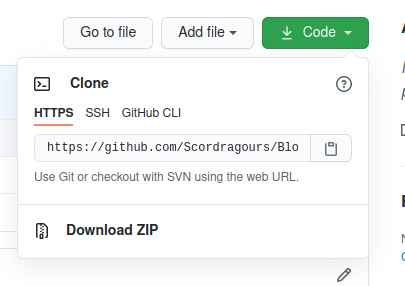 Go to file Add file Code
Clone
HTTPS SSH GitHub CLI
https://github.com/Scordragours/Blo
Use Git or checkout with SVN using the web URL.
Download ZIP